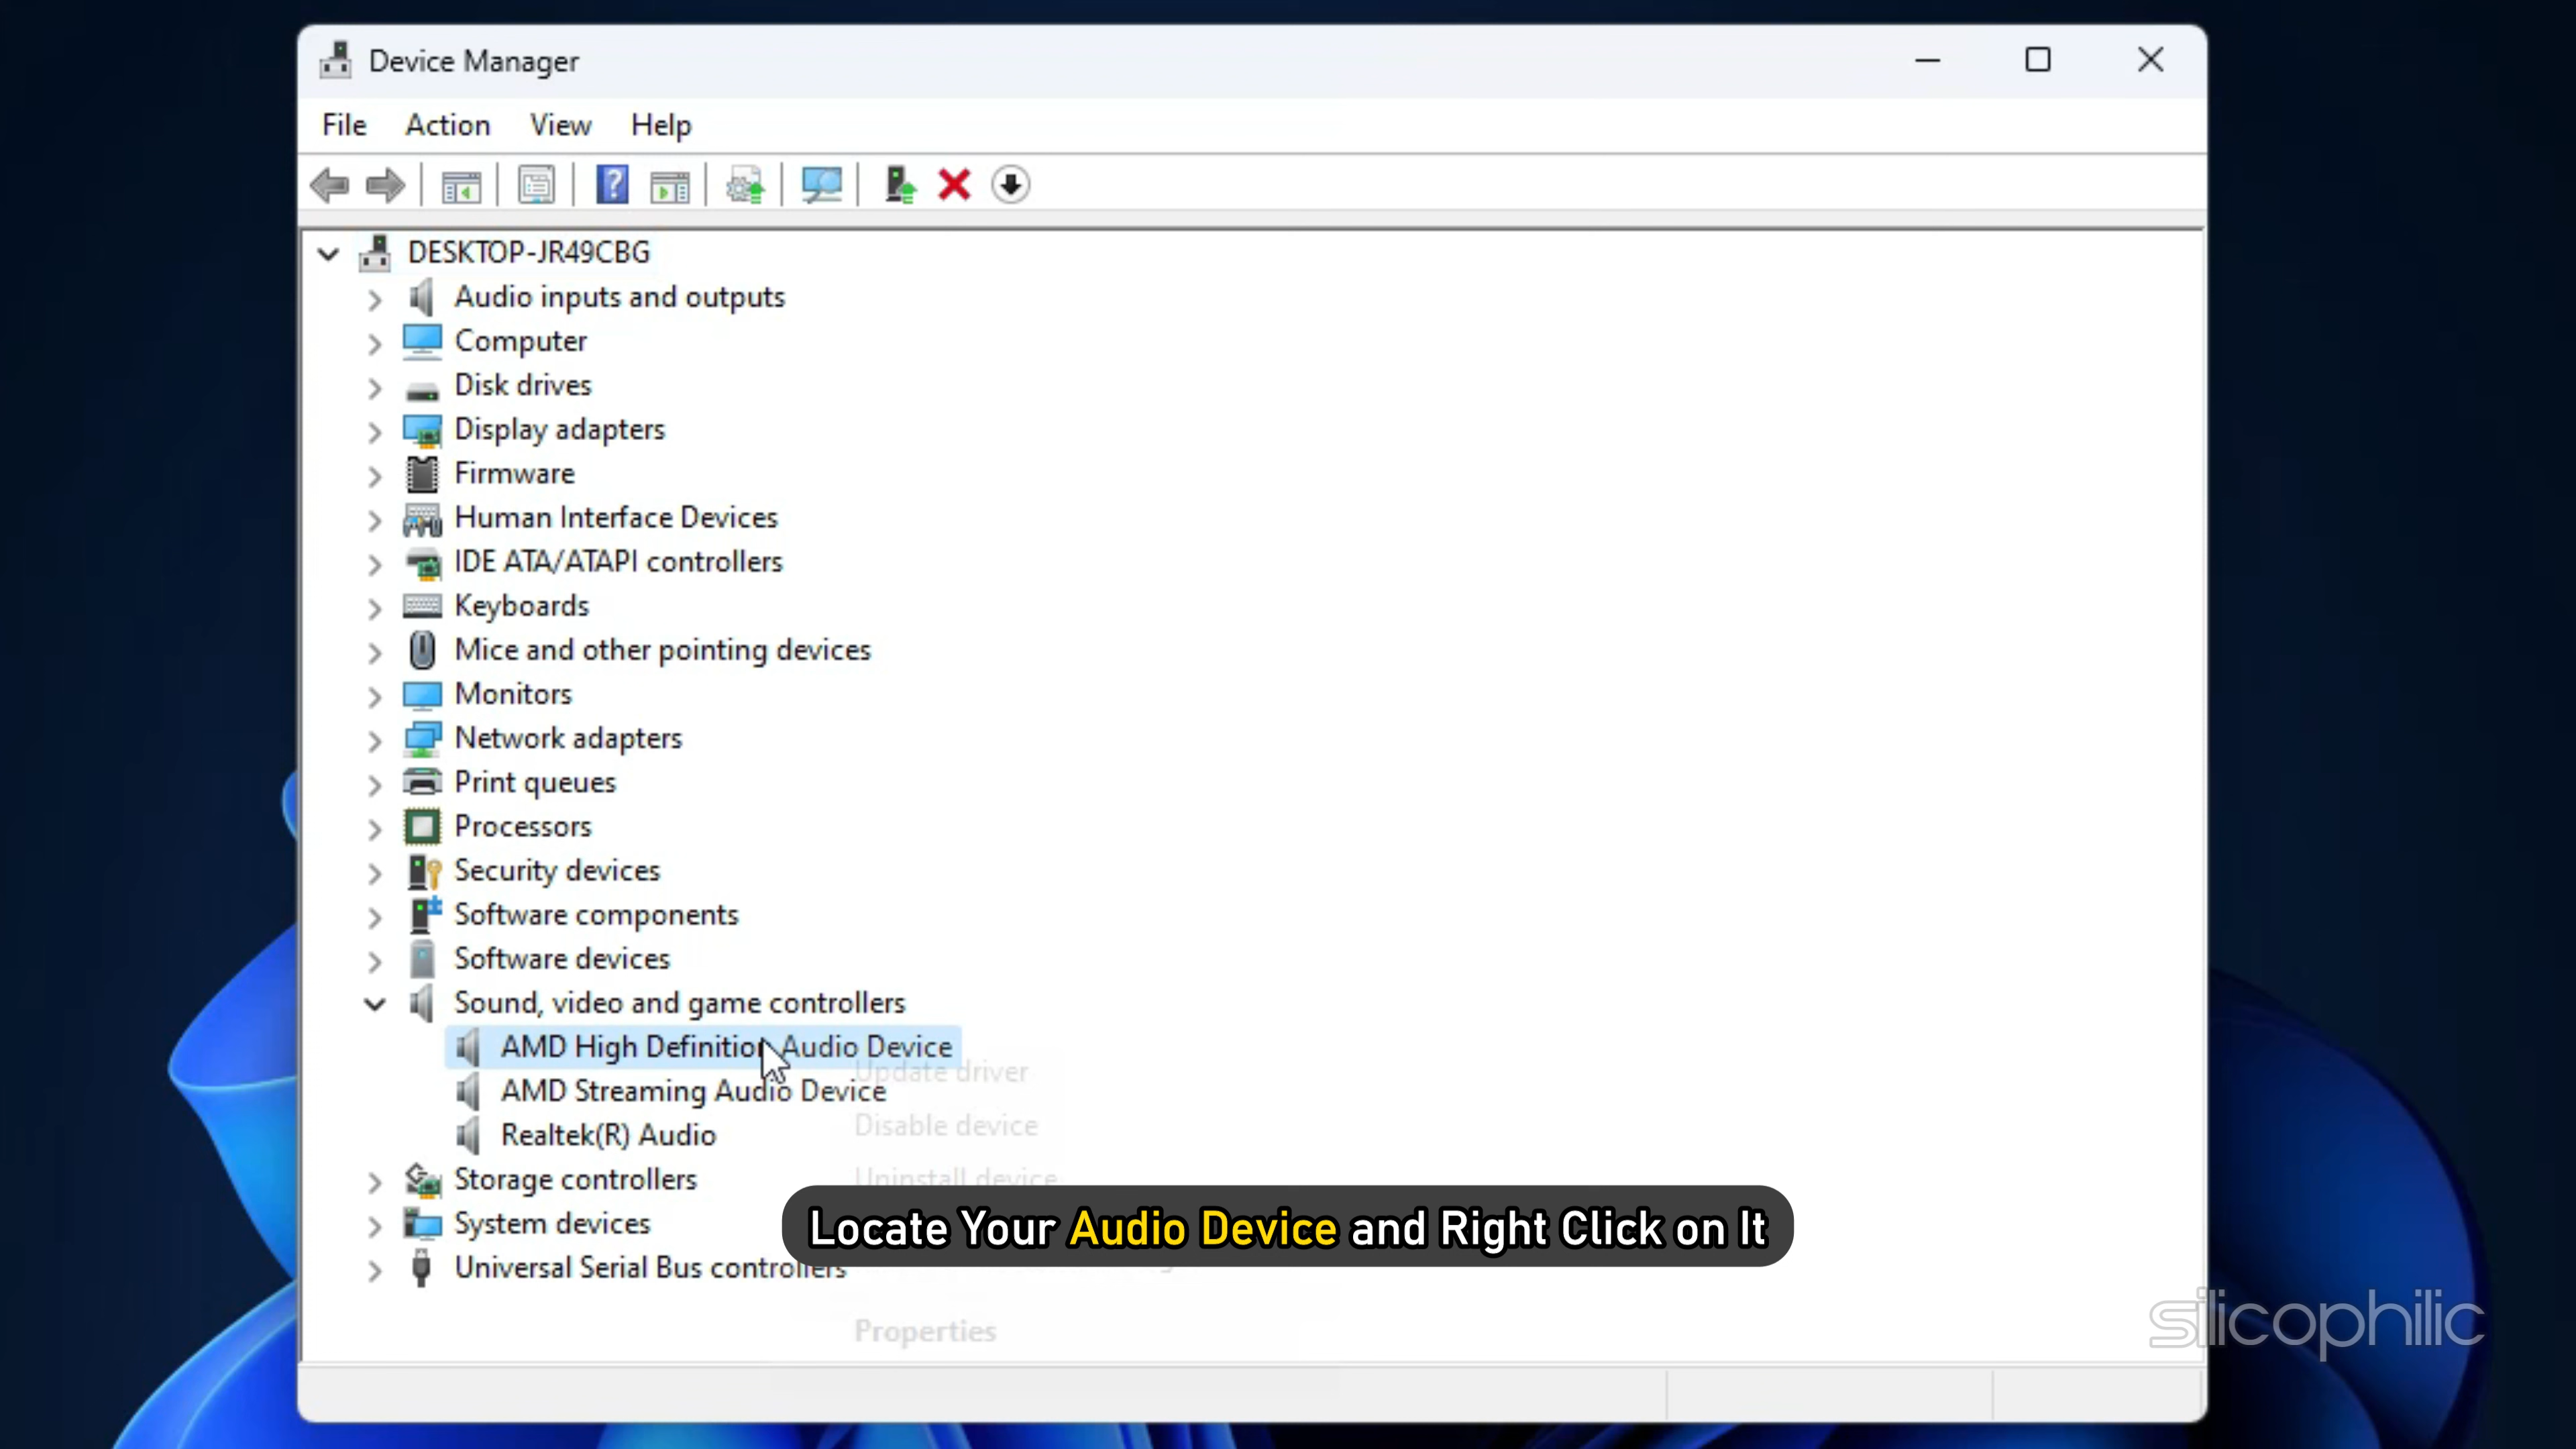 Device Manager
File Action View Help
DESKTOP-JR49CBG
Audio inputs and outputs
Computer
Disk drives
Display adapters
Firmware
Human Interface Devices
IDE ATA/ATAPI controllers
Keyboards
Mice and other pointing devices
Monitors
Network adapters
Print queues
Processors
Security devices
Software components
Software devices
Sound, video and game controllers
AMD High Definition Audio Device
Update driver
AMD Streaming Audio Device
Disable device
Realtek(R) Audio
Uninstall device
Storage controllers
System devices
Locate Your Audio Device and Right Click on It
Universal Serial Bus controllers
Properties
silicophilic